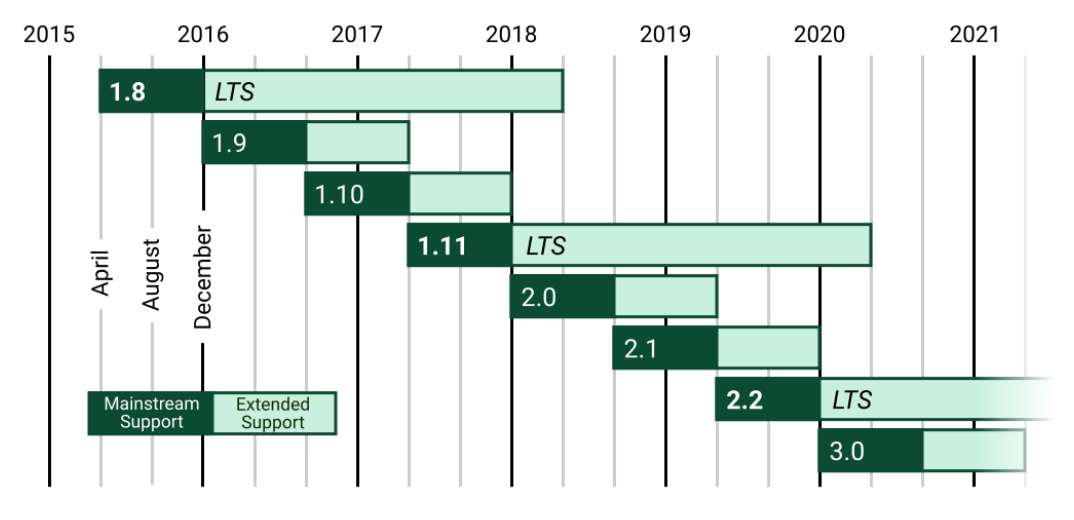 2015 2016 2017 2018 2019 2020 2021
1.8 LTS
1.9
1.10
1.11 LTS
April
August
December
2.0
2.1
2.2 LTS
Mainstream
Support
Extended
Support
3.0